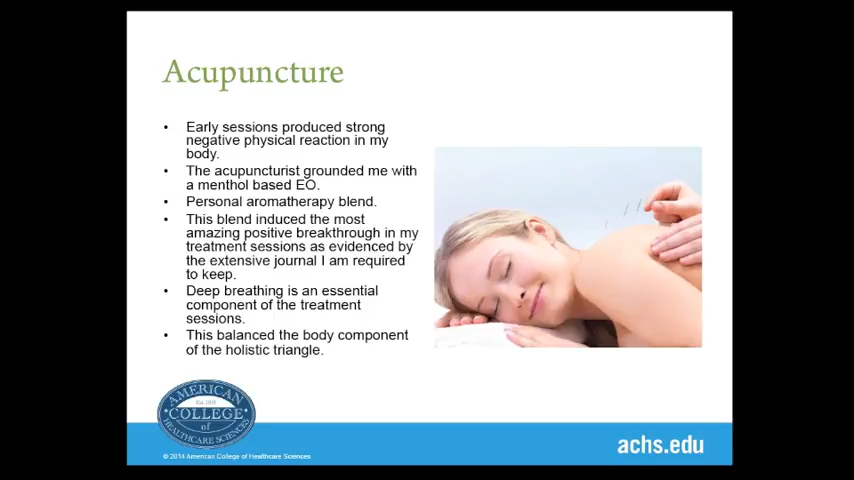 Acupuncture
• Early sessions produced strong
negative physical reaction in my
body.
• The acupuncturist grounded me with
a menthol based EO.
• Personal aromatherapy blend.
• This blend induced the most
amazing positive breakthrough in my
treatment sessions as evidenced by
the extensive journal I am required
to keep.
• Deep breathing is an essential
component of the treatment
sessions.
• This balanced the body component
of the holistic triangle.
AMERICAN
Est. 1978
COLLEGE
of
HEALTHCARE SCIENCES
achs.edu
© 2014 American College of Healthcare Sciences